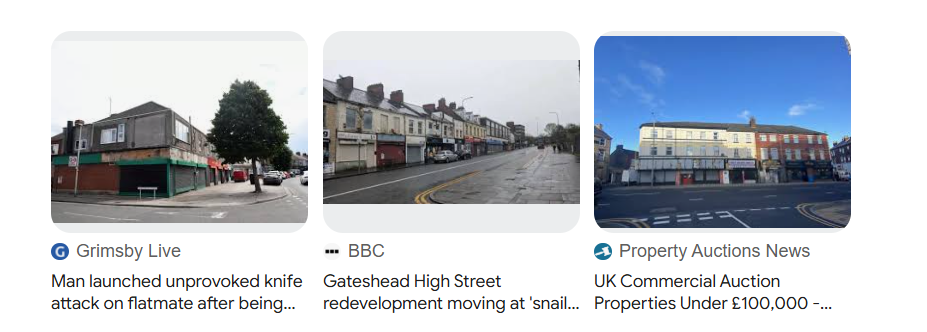 Grimsby Live
Man launched unprovoked knife
attack on flatmate after being...
BBC
Gateshead High Street
redevelopment moving at 'snail...
Property Auctions News
UK Commercial Auction
Properties Under £100,000 -...